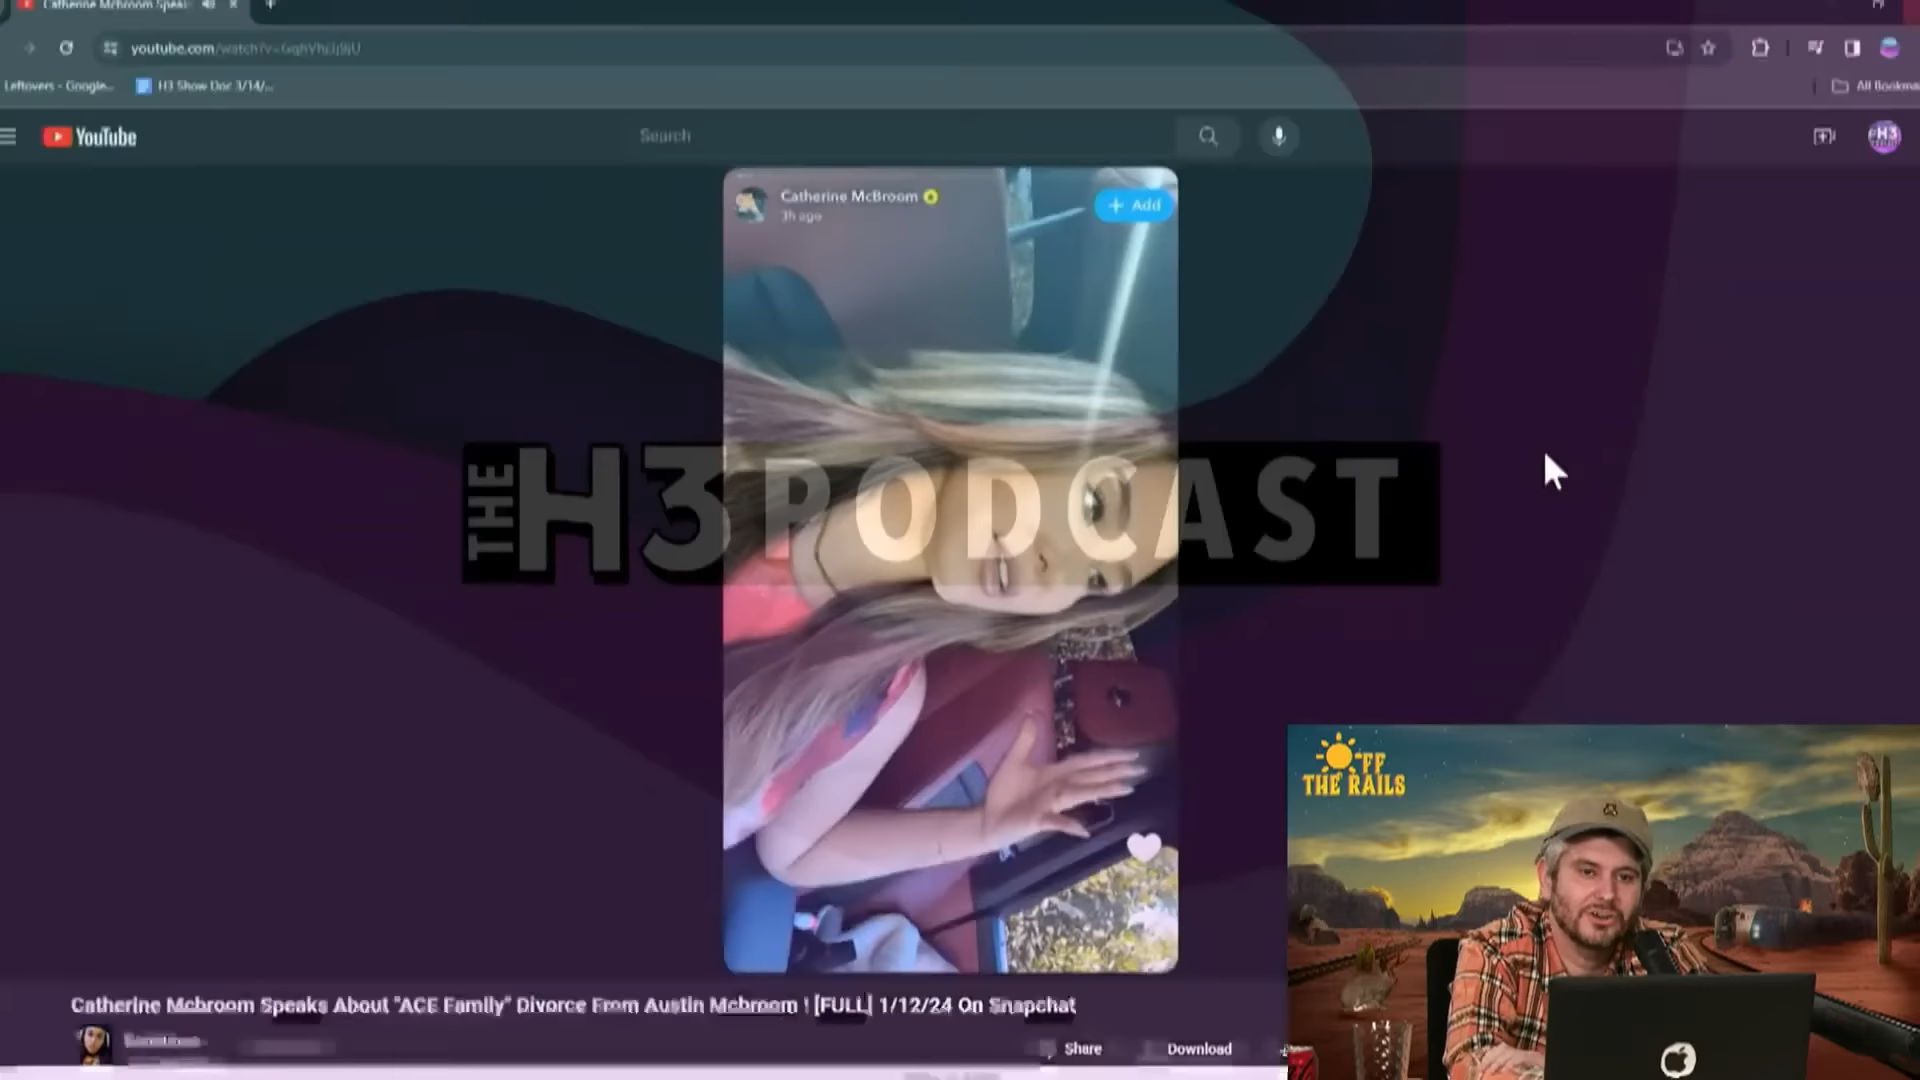 Catherine Mcbroom Speak
youtube.com/watch?v=
Leftovers - Google... H3 Show Doc 3/14/...
All Bookma
YouTube
Search
H3
Catherine McBroom
3h ago
+ Add
THE H3 PODCAST
OFF
THE RAILS
Catherine Mcbroom Speaks About "ACE Family" Divorce From Austin Mcbroom ! [FULL] 1/12/24 On Snapchat
Share Download